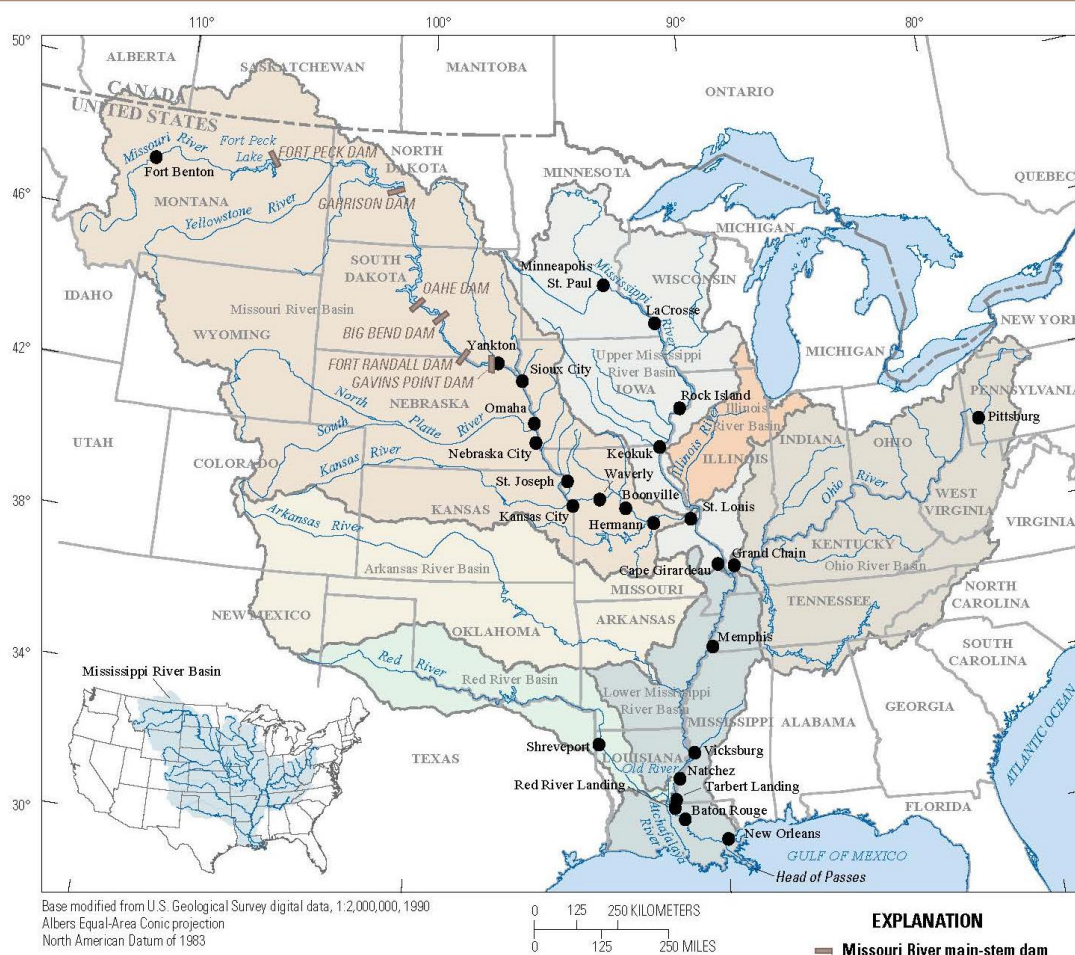 110°
100°
90°
80°
50°
46°
42°
38°
34°
30°
ALBERTA
SASKATCHEWAN
MANITOBA
ONTARIO
QUEBEC
CANADA
UNITED STATES
Missouri River
Fort Peck
Lake
FORT PECK DAM
Fort Benton
NORTH
DAKOTA
MINNESOTA
MONTANA
Yellowstone River
GARRISON DAM
MICHIGAN
SOUTH
DAKOTA
Minneapolis
St. Paul
Mississippi
River
WISCONSIN
IDAHO
OAHE DAM
Missouri River Basin
LaCrosse
NEW YORK
WYOMING
BIG BEND DAM
Yankton
MICHIGAN
FORT RANDALL DAM
GAVINS POINT DAM
Sioux City
Upper Mississippi
River Basin
IOWA
PENNSYLVANIA
North
South
Platte River
NEBRASKA
Omaha
Rock Island
Illinois
River Basin
Illinois River
Pittsburg
UTAH
Nebraska City
Keokuk
INDIANA
OHIO
COLORADO
Kansas River
St. Joseph
Waverly
Boonville
ILLINOIS
Ohio River
WEST
VIRGINIA
KANSAS
Kansas City
Hermann
St. Louis
VIRGINIA
Arkansas River
Arkansas River Basin
Cape Girardeau
Grand Chain
KENTUCKY
Ohio River Basin
MISSOURI
NEW MEXICO
OKLAHOMA
ARKANSAS
TENNESSEE
NORTH
CAROLINA
Memphis
SOUTH
CAROLINA
Red River
Red River Basin
Mississippi River Basin
Lower Mississippi
River Basin
MISSISSIPPI
ALABAMA
GEORGIA
TEXAS
Shreveport
LOUISIANA
Vicksburg
Old River
Natchez
Red River Landing
Tarbert Landing
Atchafalaya
River
Baton Rouge
New Orleans
FLORIDA
ATLANTIC OCEAN
GULF OF MEXICO
Head of Passes
Base modified from U.S. Geological Survey digital data, 1:2,000,000, 1990
Albers Equal-Area Conic projection
North American Datum of 1983
0 125 250 KILOMETERS
0 125 250 MILES
EXPLANATION
Missouri River main-stem dam